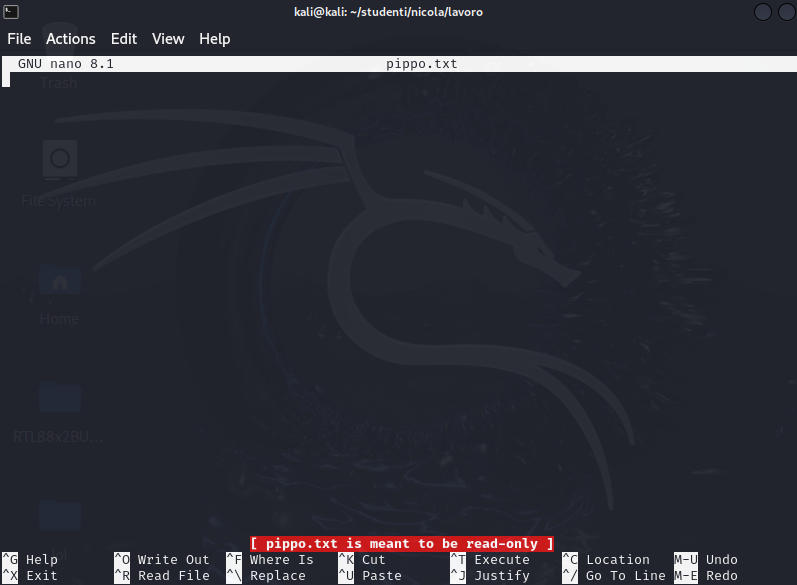 kali@kali: ~/studenti/nicola/lavoro
File Actions Edit View Help
GNU nano 8.1 pippo.txt
Trash
File System
Home
RTL88x2BU...
[ pippo.txt is meant to be read-only ]
^G Help ^O Write Out ^F Where Is ^K Cut ^T Execute ^C Location M-U Undo
^X Exit ^R Read File ^\ Replace ^U Paste ^J Justify ^/ Go To Line M-E Redo